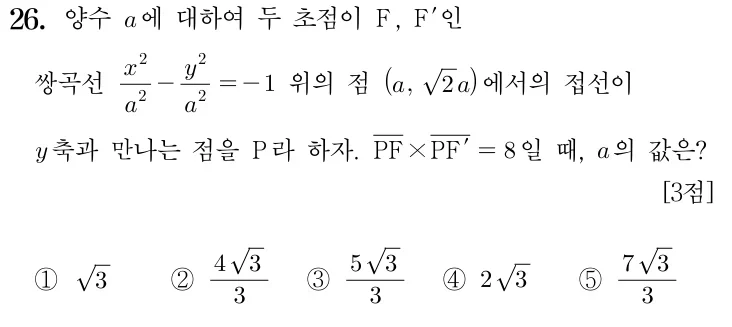 26. 양수 a에 대하여 두 초점이 F, F′인
쌍곡선 x²/a² − y²/a² = −1 위의 점 (a, √2a)에서의 접선이
y축과 만나는 점을 P라 하자. \overline{PF}×\overline{PF′} = 8일 때, a의 값은?
[3점]
① √3 ② 4√3/3 ③ 5√3/3 ④ 2√3 ⑤ 7√3/3